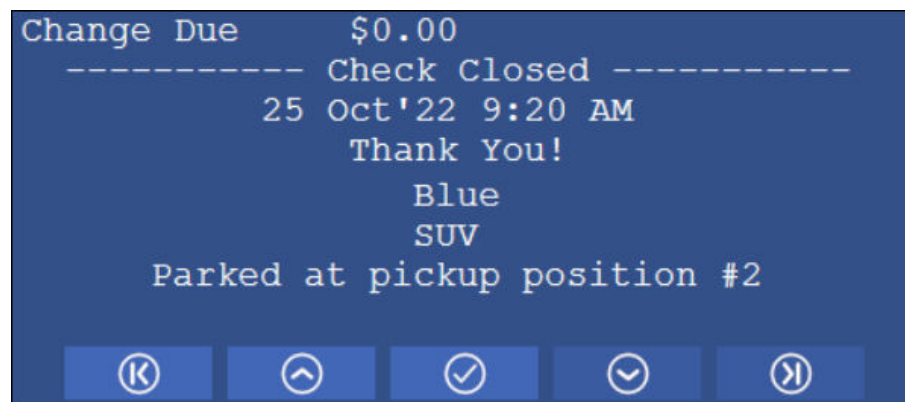 Change Due $0.00
----------- Check Closed -----------
25 Oct'22 9:20 AM
Thank You!
Blue
SUV
Parked at pickup position #2